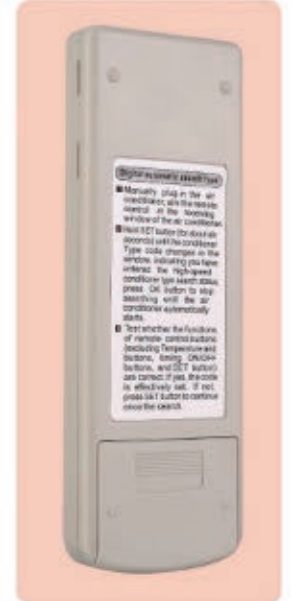 Digital automatic search type
■ Manually plug-in the air
conditioner, aim the remote
control at the receiving
window of the air conditioner.
■ Hold SET button (for about six
seconds) until the conditioner
Type code changes in the
window, indicating you have
entered the high-speed
conditioner type search status,
press OK button to stop
searching until the air
conditioner automatically
starts.
■ Test whether the functions
of remote control buttons
(excluding Temperature and
buttons, timing ON/OFF
buttons, and SET button)
are correct. If yes, the code
is effectively set. If not,
press SET button to continue
once the search.